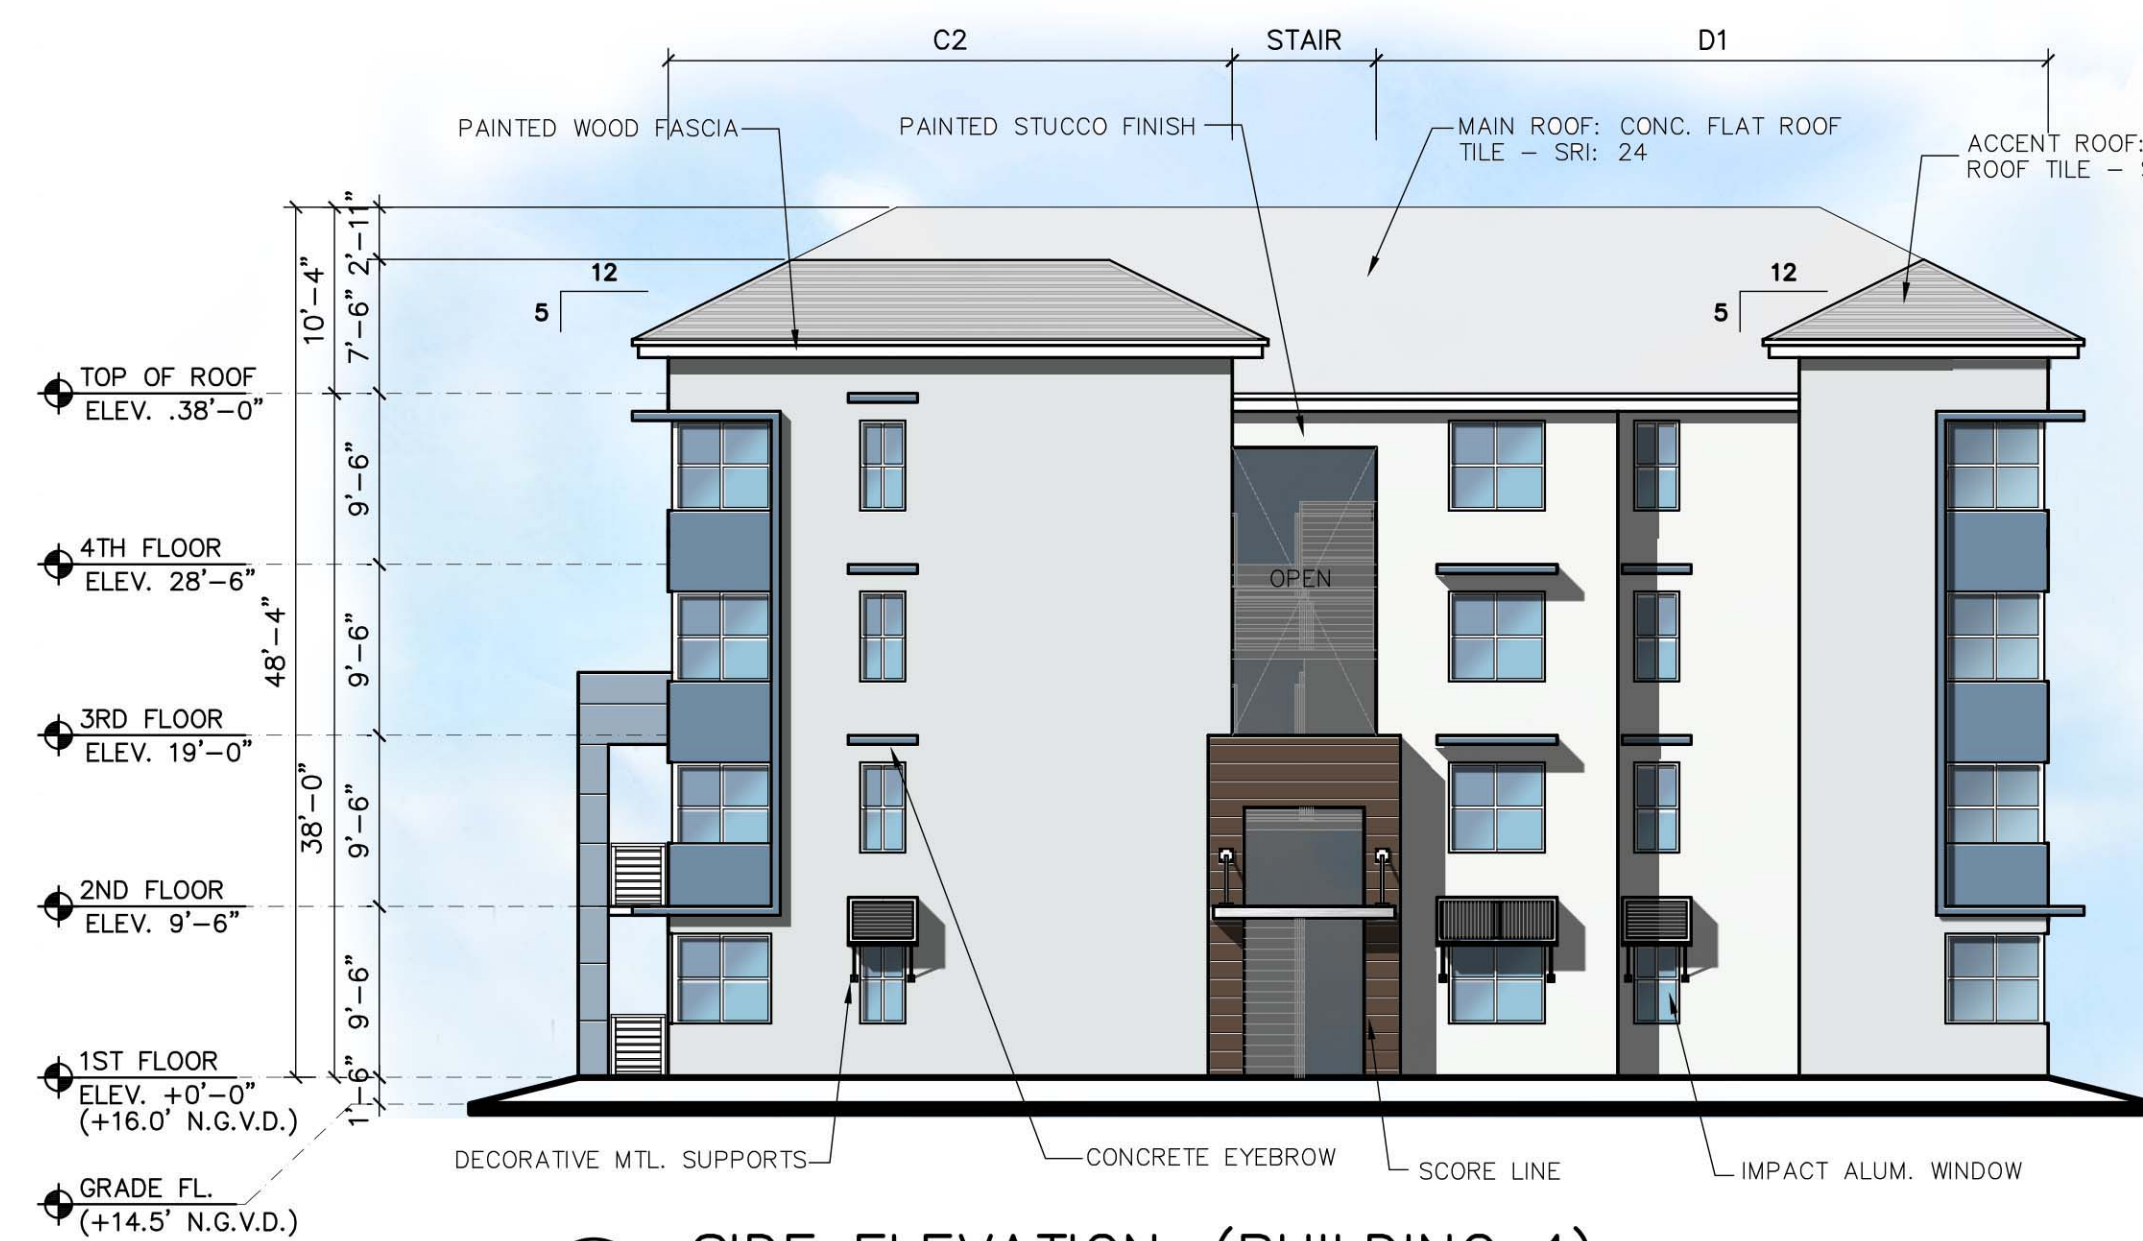 C2
STAIR
D1
PAINTED WOOD FASCIA
PAINTED STUCCO FINISH
MAIN ROOF: CONC. FLAT ROOF
TILE – SRI: 24
ACCENT ROOF:
ROOF TILE –
2'–11"
10'–4"
7'–6"
12
5
12
5
TOP OF ROOF
ELEV. .38'–0"
9'–6"
4TH FLOOR
ELEV. 28'–6"
OPEN
48'–4"
9'–6"
3RD FLOOR
ELEV. 19'–0"
38'–0"
9'–6"
2ND FLOOR
ELEV. 9'–6"
9'–6"
1ST FLOOR
ELEV. +0'–0"
(+16.0' N.G.V.D.)
1'–6"
DECORATIVE MTL. SUPPORTS
CONCRETE EYEBROW
SCORE LINE
IMPACT ALUM. WINDOW
GRADE FL.
(+14.5' N.G.V.D.)
SIDE ELEVATION (BUILDING 4)